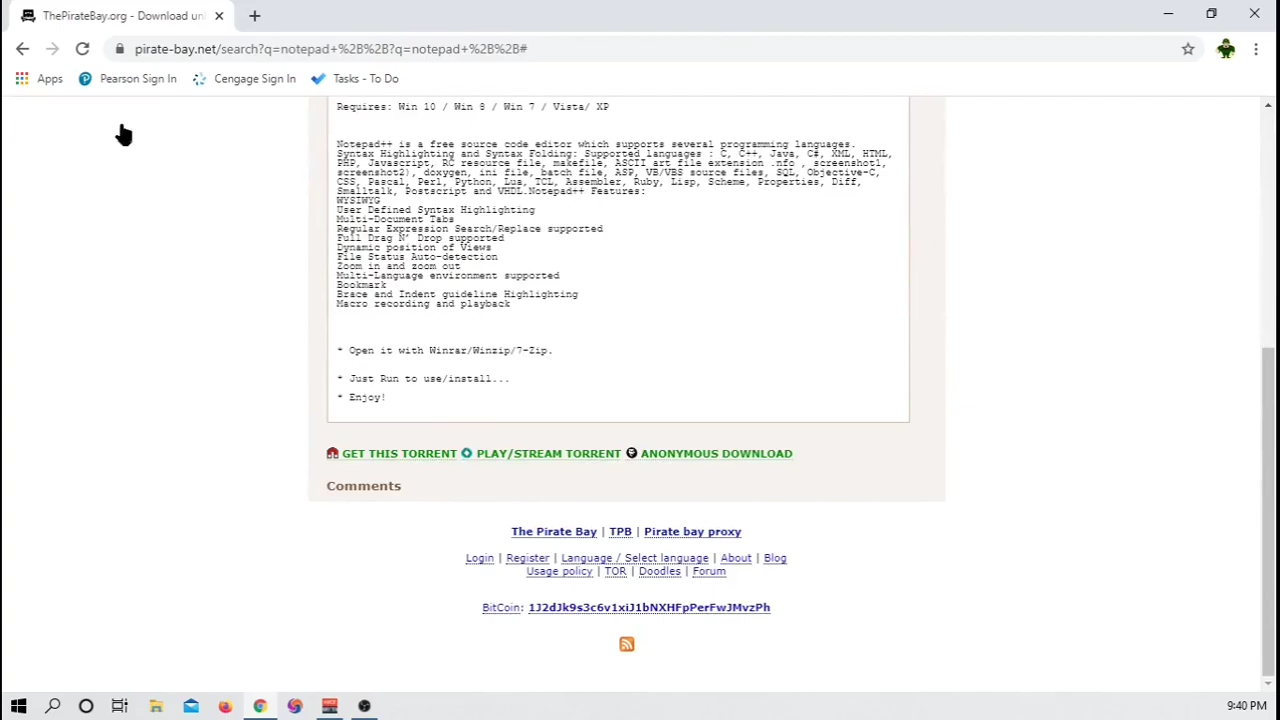 ThePirateBay.org - Download uni
pirate-bay.net/search?q=notepad+%2B%2B?q=notepad+%2B%2B#
Apps Pearson Sign In Cengage Sign In Tasks - To Do
Requires: Win 10 / Win 8 / Win 7 / Vista/ XP
Notepad++ is a free source code editor which supports several programming languages.
Syntax Highlighting and Syntax Folding: Supported languages : C, C++, Java, C#, XML, HTML,
PHP, Javascript, RC resource file, makefile, ASCII art file extension .nfo , screenshot1,
screenshot2), doxygen, ini file, batch file, ASP, VB/VBS source files, SQL, Objective-C,
CSS, Pascal, Perl, Python, Lua, TCL, Assembler, Ruby, Lisp, Scheme, Properties, Diff,
Smalltalk, Postscript and VHDL.Notepad++ Features:
WYSIWYG
User Defined Syntax Highlighting
Multi-Document Tabs
Regular Expression Search/Replace supported
Full Drag N' Drop supported
Dynamic position of Views
File Status Auto-detection
Zoom in and zoom out
Multi-Language environment supported
Bookmark
Brace and Indent guideline Highlighting
Macro recording and playback
* Open it with Winrar/Winzip/7-Zip.
* Just Run to use/install...
* Enjoy!
GET THIS TORRENT PLAY/STREAM TORRENT ANONYMOUS DOWNLOAD
Comments
The Pirate Bay | TPB | Pirate bay proxy
Login | Register | Language / Select language | About | Blog
Usage policy | TOR | Doodles | Forum
BitCoin: 1J2dJk9s3c6v1xiJ1bNXHFpPerFwJMvzPh
9:40 PM